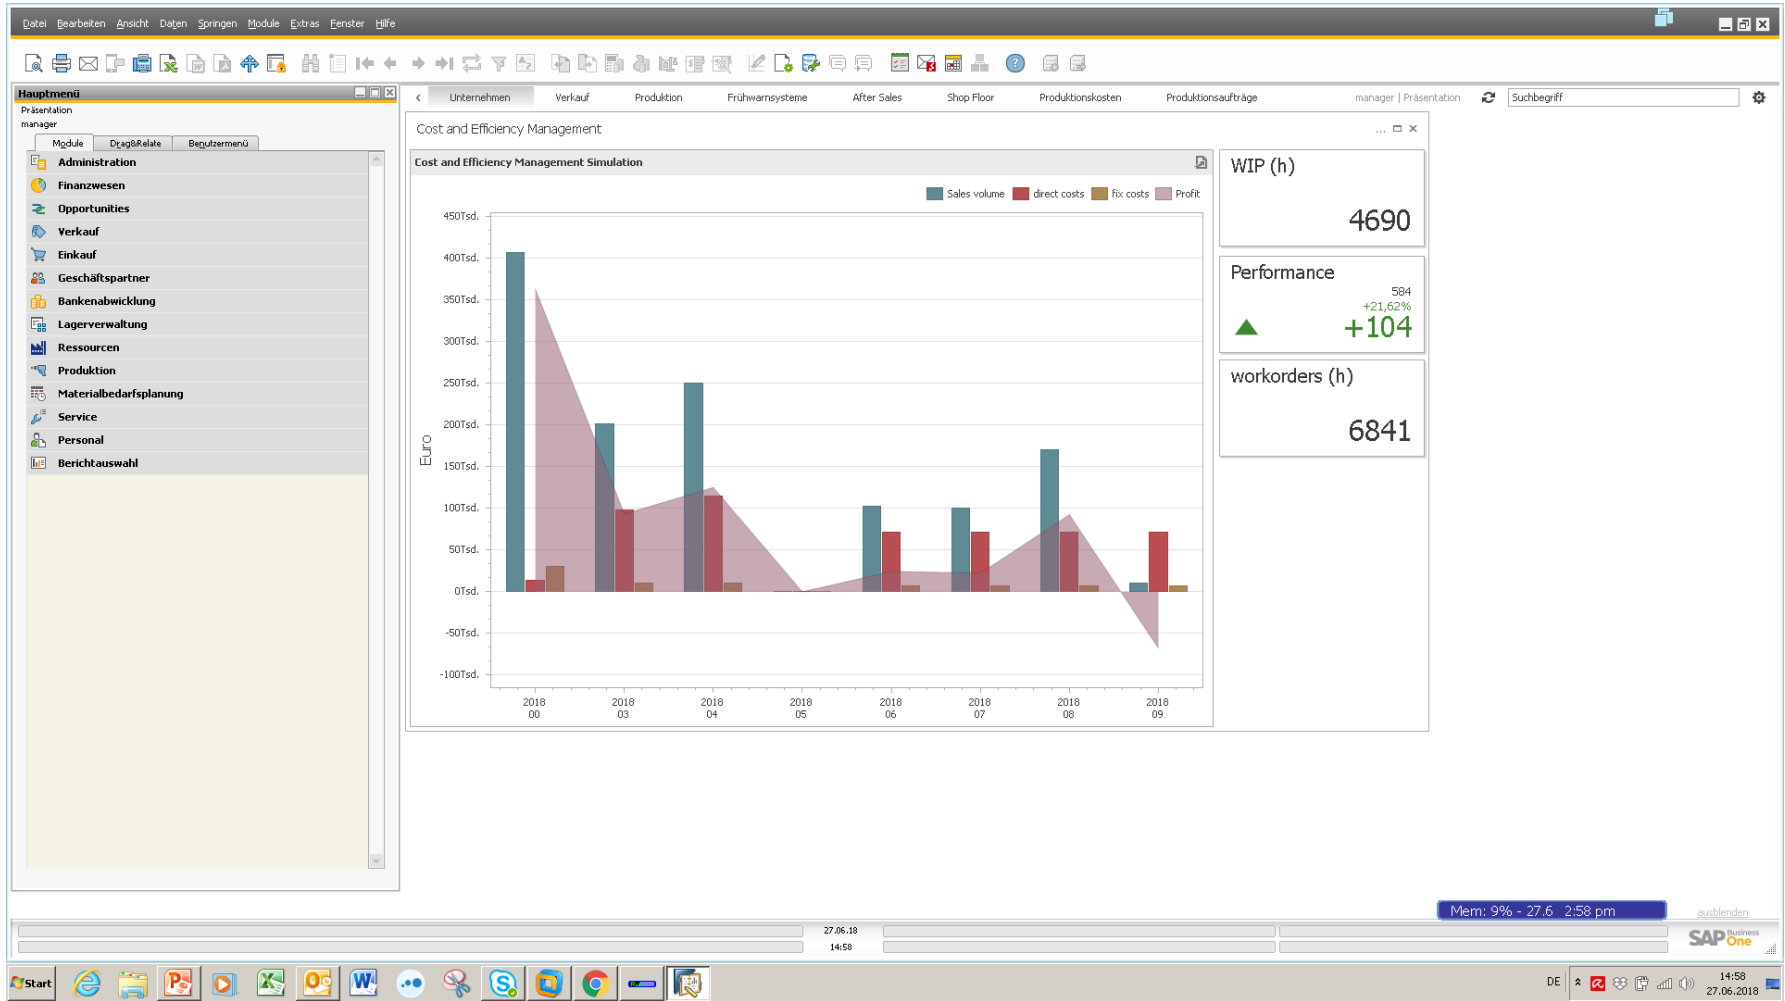 Datei Bearbeiten Ansicht Daten Springen Module Extras Fenster Hilfe
Hauptmenü
Präsentation
manager
Module Drag&Relate Benutzermenü
Administration
Finanzwesen
Opportunities
Verkauf
Einkauf
Geschäftspartner
Bankenabwicklung
Lagerverwaltung
Ressourcen
Produktion
Materialbedarfsplanung
Service
Personal
Berichtauswahl
Unternehmen Verkauf Produktion Frühwarnsysteme After Sales Shop Floor Produktionskosten Produktionsaufträge manager | Präsentation Suchbegriff
Cost and Efficiency Management ...
Cost and Efficiency Management Simulation
Sales volume direct costs fix costs Profit
450Tsd.
400Tsd.
350Tsd.
300Tsd.
250Tsd.
200Tsd.
150Tsd.
100Tsd.
50Tsd.
0Tsd.
-50Tsd.
-100Tsd.
Euro
2018 2018 2018 2018 2018 2018 2018 2018
00 03 04 05 06 07 08 09
WIP (h)
4690
Performance
584
+21,62%
+104
workorders (h)
6841
Mem: 9% - 27.6 2:58 pm
ausblenden
27.06.18
14:58
SAP Business One
Start
DE
14:58
27.06.2018